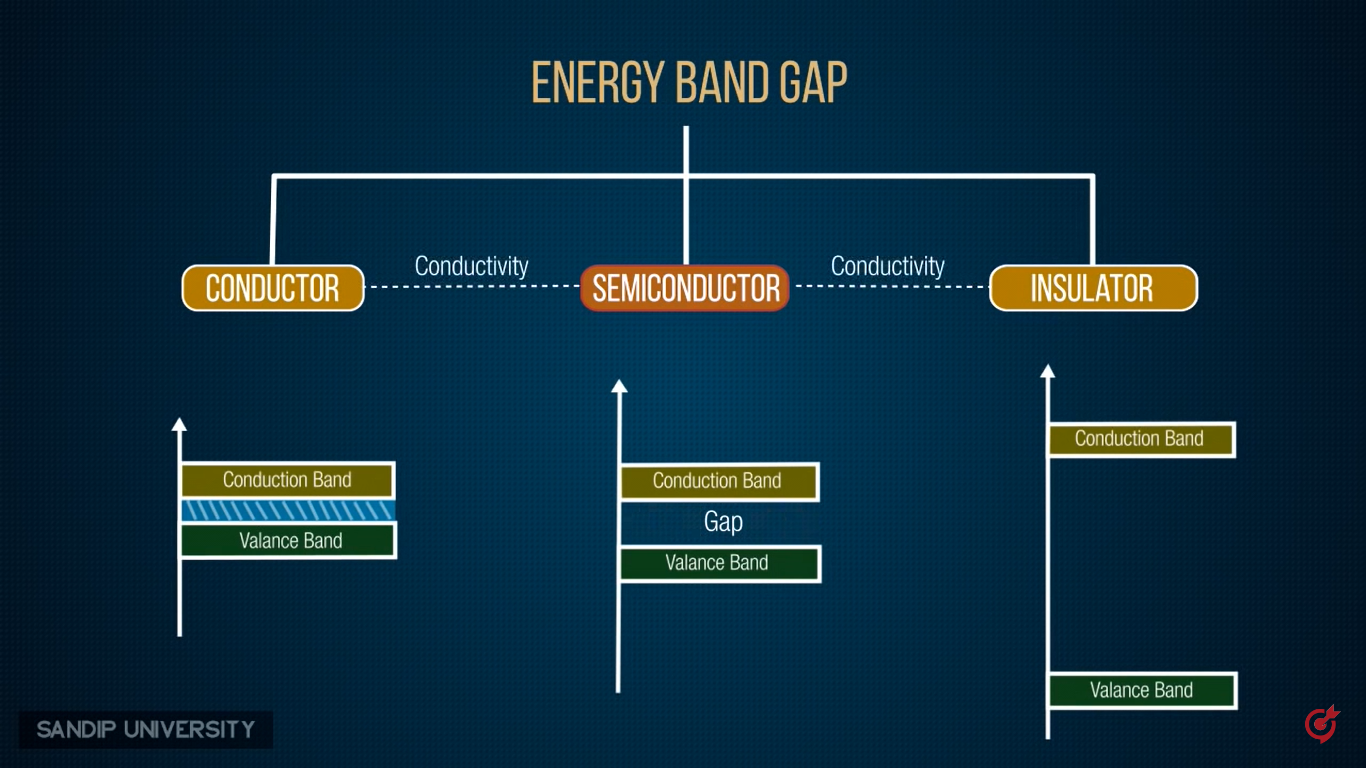 ENERGY BAND GAP
Conductivity
Conductivity
CONDUCTOR
SEMICONDUCTOR
INSULATOR
Conduction Band
Valance Band
Conduction Band
Gap
Valance Band
Conduction Band
Valance Band
SANDIP UNIVERSITY